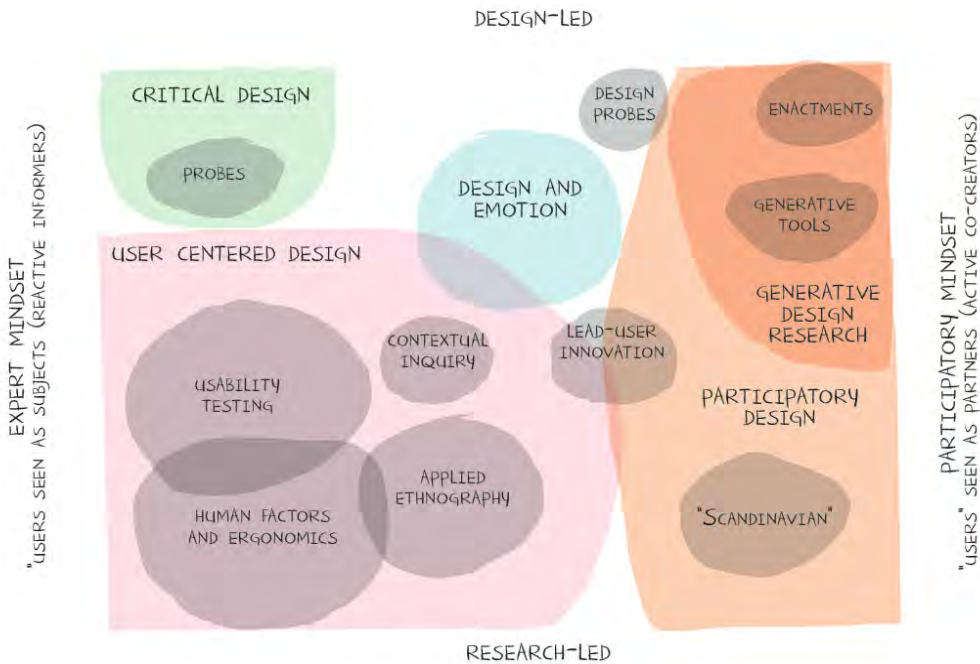 DESIGN-LED
CRITICAL DESIGN
PROBES
DESIGN
PROBES
ENACTMENTS
DESIGN AND
EMOTION
GENERATIVE
TOOLS
USER CENTERED DESIGN
GENERATIVE
DESIGN
RESEARCH
CONTEXTUAL
INQUIRY
LEAD-USER
INNOVATION
USABILITY
TESTING
PARTICIPATORY
DESIGN
APPLIED
ETHNOGRAPHY
HUMAN FACTORS
AND ERGONOMICS
"SCANDINAVIAN"
RESEARCH-LED
EXPERT MINDSET
"USERS SEEN AS SUBJECTS (REACTIVE INFORMERS)
PARTICIPATORY MINDSET
"USERS" SEEN AS PARTNERS (ACTIVE CO-CREATORS)